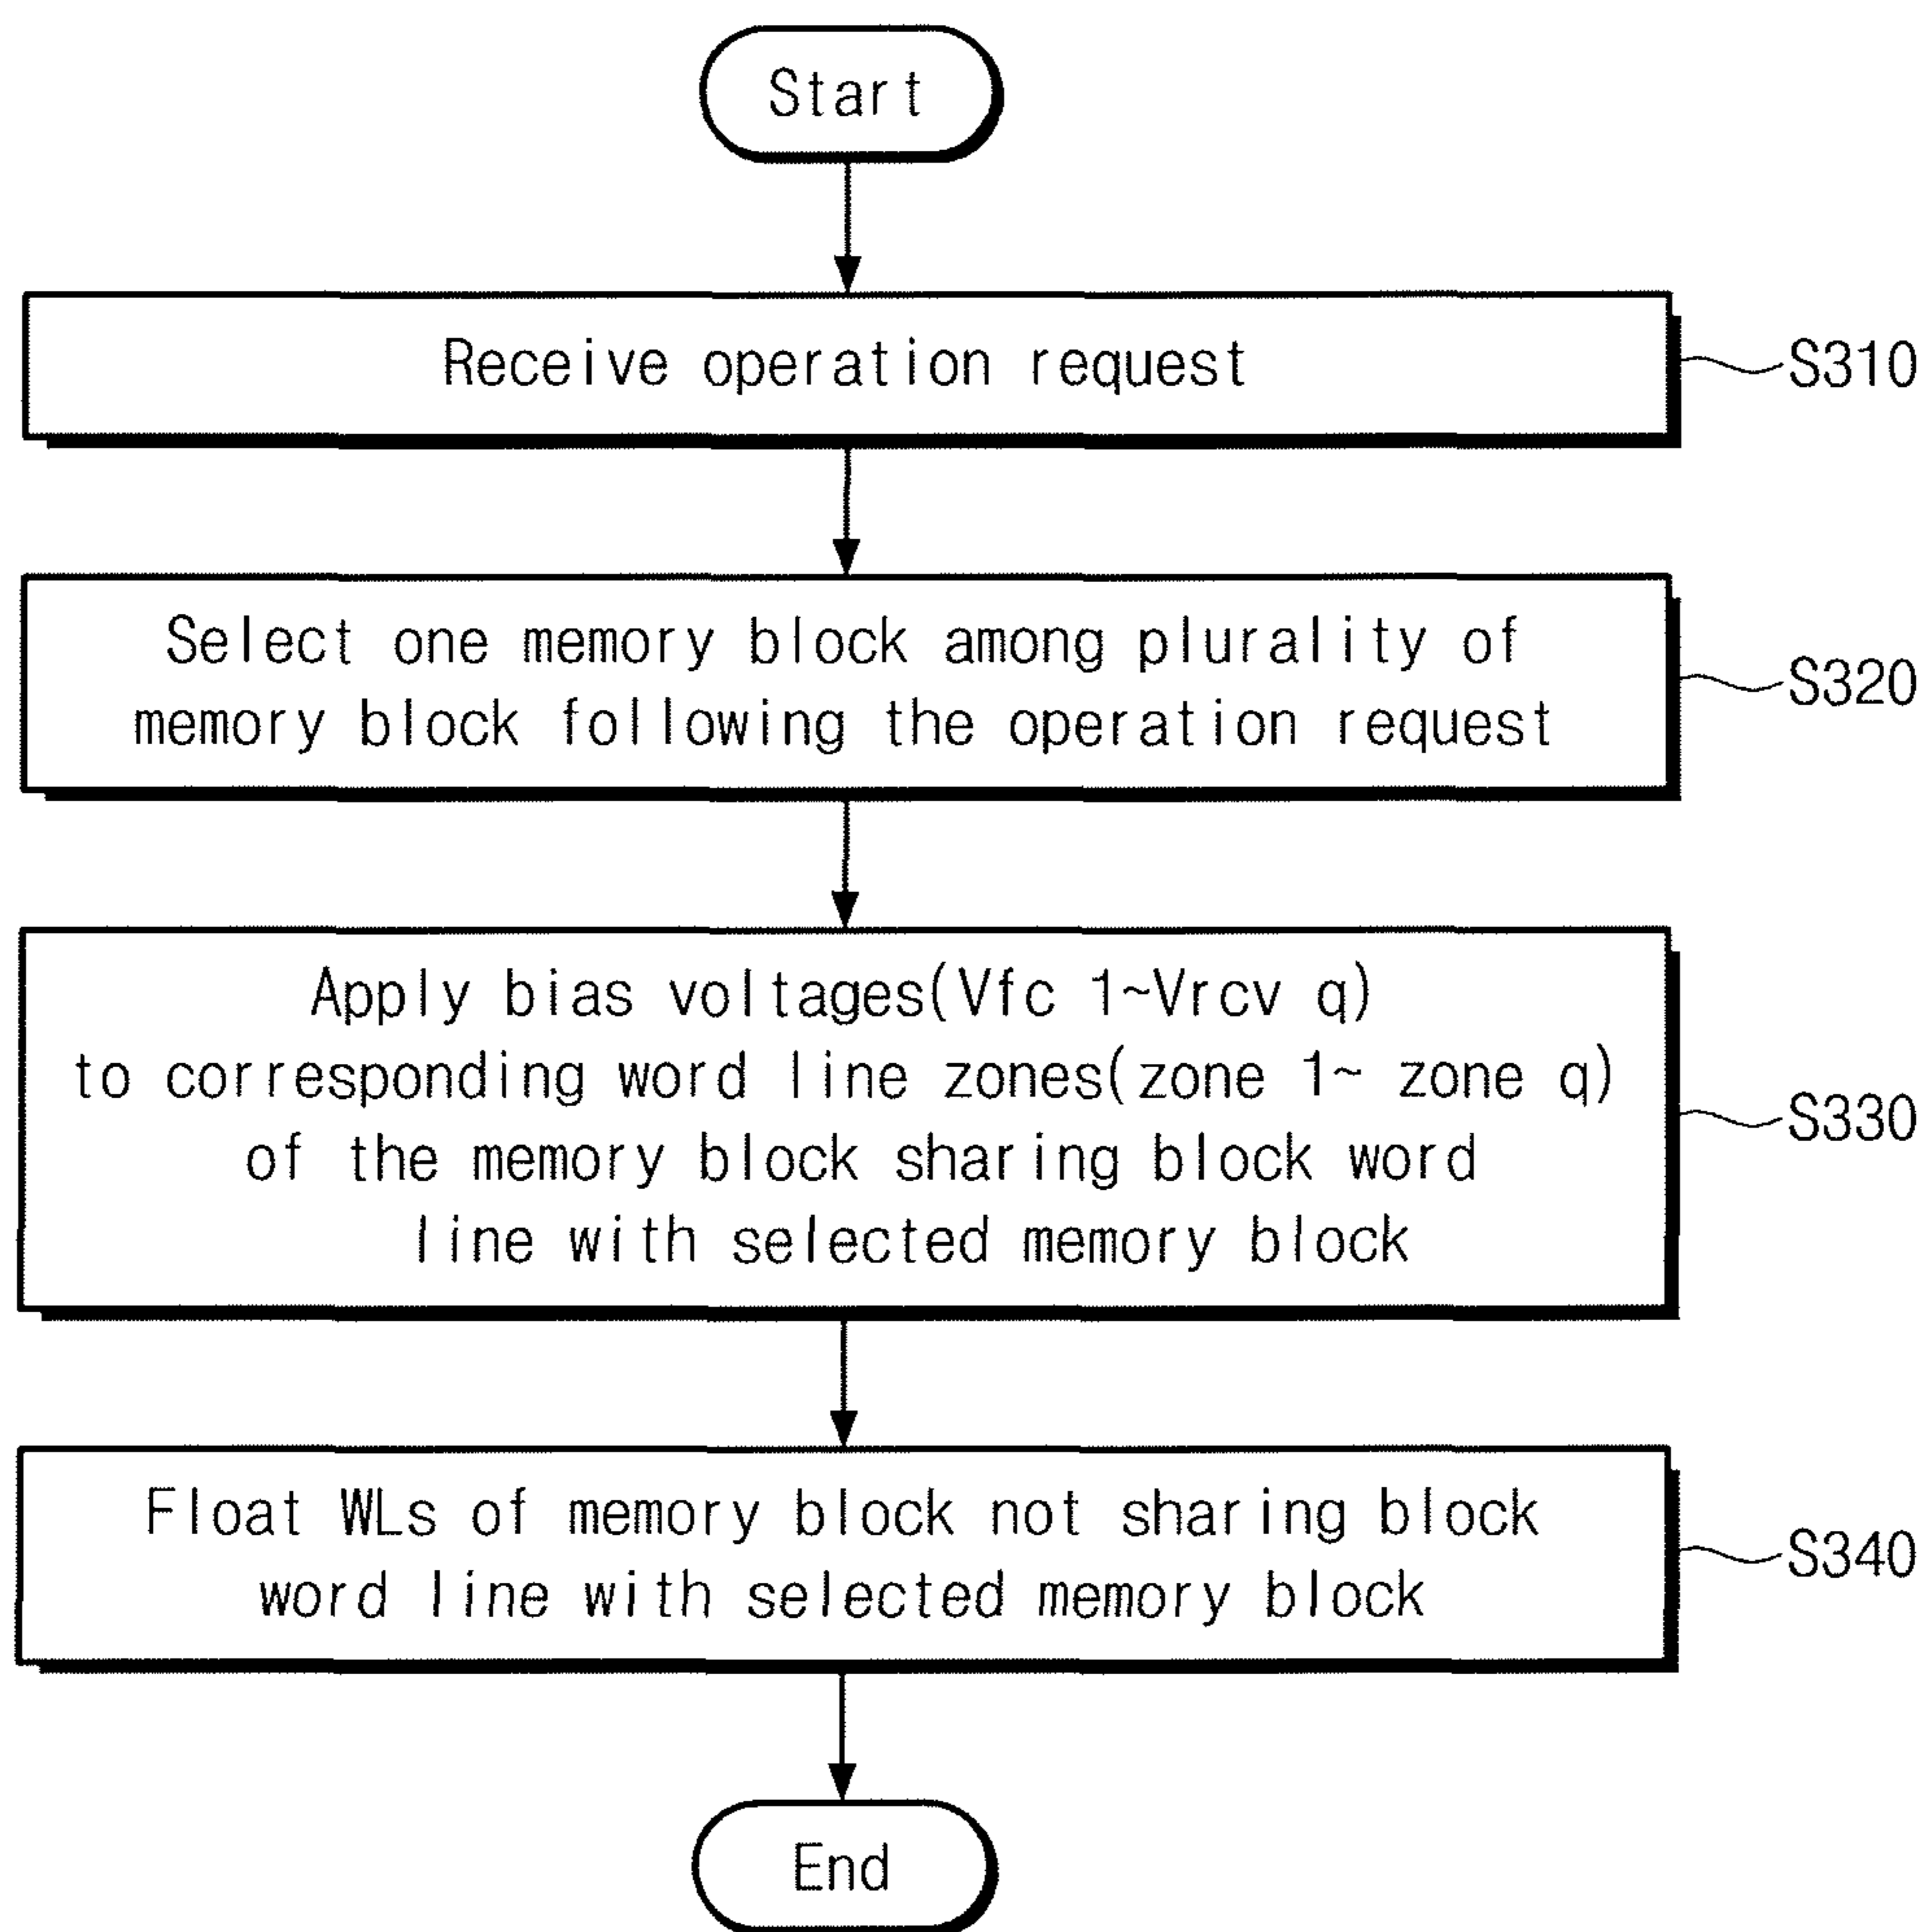 Start
Receive operation request
S310
Select one memory block among plurality of
memory block following the operation request
S320
Apply bias voltages(Vfc 1~Vrcv q)
to corresponding word line zones(zone 1~ zone q)
of the memory block sharing block word
line with selected memory block
S330
Float WLs of memory block not sharing block
word line with selected memory block
S340
End